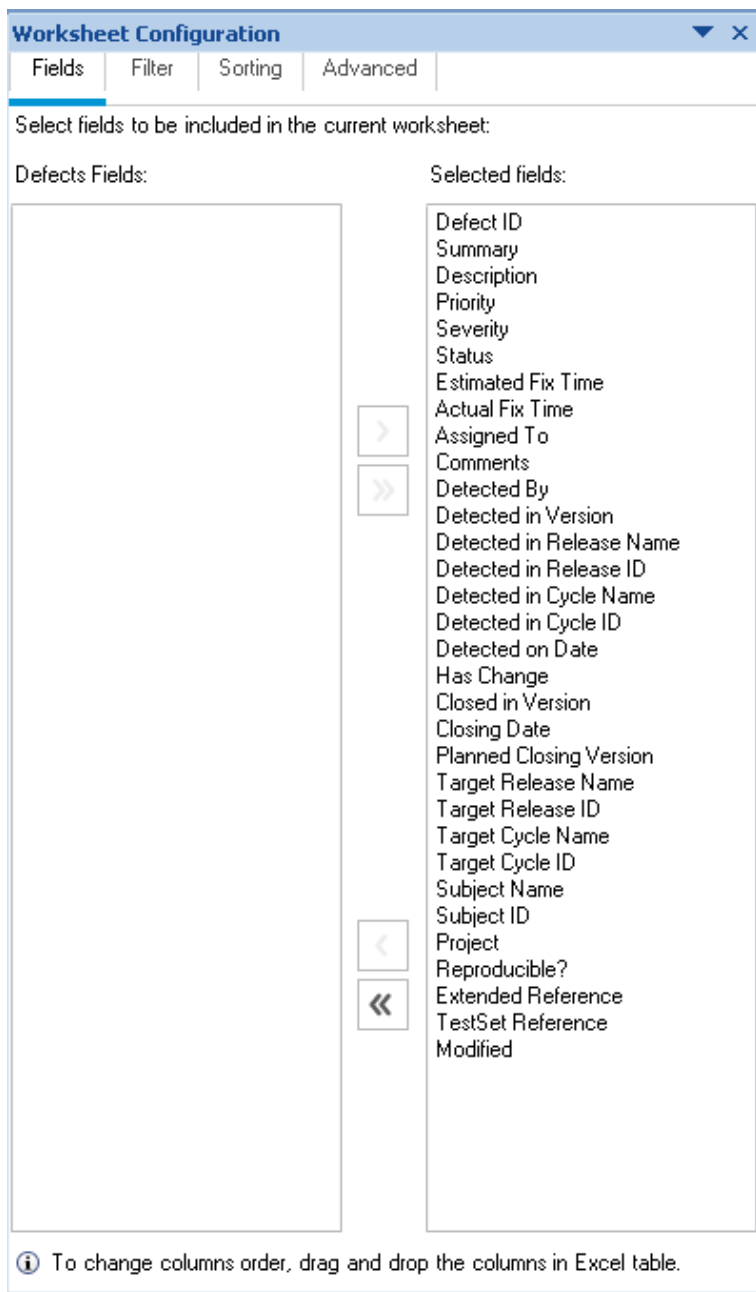 Worksheet Configuration
Fields Filter Sorting Advanced
Select fields to be included in the current worksheet:
Defects Fields: Selected fields:
Defect ID
Summary
Description
Priority
Severity
Status
Estimated Fix Time
Actual Fix Time
Assigned To
Comments
Detected By
Detected in Version
Detected in Release Name
Detected in Release ID
Detected in Cycle Name
Detected in Cycle ID
Detected on Date
Has Change
Closed in Version
Closing Date
Planned Closing Version
Target Release Name
Target Release ID
Target Cycle Name
Target Cycle ID
Subject Name
Subject ID
Project
Reproducible?
Extended Reference
TestSet Reference
Modified
To change columns order, drag and drop the columns in Excel table.